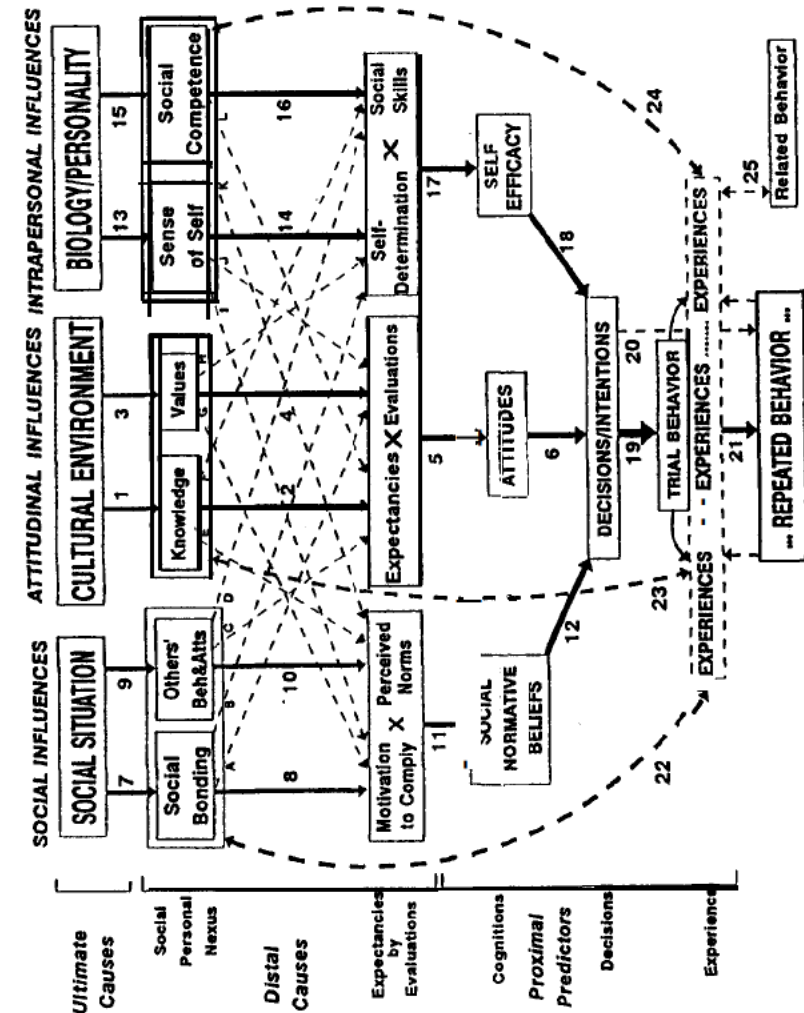 SOCIAL INFLUENCES ATTITUDINAL INFLUENCES INTRAPERSONAL INFLUENCES
Ultimate
Causes
SOCIAL SITUATION
CULTURAL ENVIRONMENT
BIOLOGY/PERSONALITY
7 9 1 3 13 15
Social
Personal
Nexus
Social
Bonding
Others'
Beh&Atts
Knowledge
Values
Sense
of Self
Social
Competence
A B C D E G H I J K L
Distal
Causes
8 10 2 4 14 16
Expectancies
by
Evaluations
Motivation
to Comply
X
Perceived
Norms
Expectancies X Evaluations
Self-
Determination
X
Social
Skills
11 5 17
Cognitions
SOCIAL
NORMATIVE
BELIEFS
ATTITUDES
SELF
EFFICACY
Proximal
Predictors
12 6 18
Decisions
DECISIONS/INTENTIONS
19 20
22 23 24
TRIAL BEHAVIOR
Experience
EXPERIENCES - - EXPERIENCES ....... EXPERIENCES
21 25
... REPEATED BEHAVIOR ...
Related Behavior